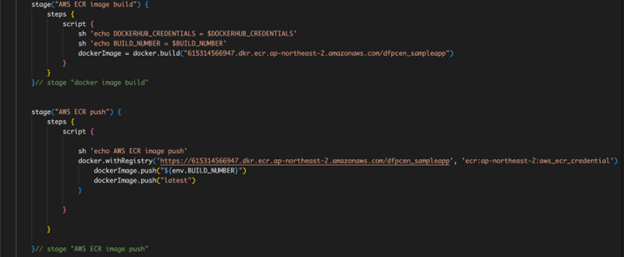 stage("AWS ECR image build") {
steps {
script {
sh 'echo DOCKERHUB_CREDENTIALS = $DOCKERHUB_CREDENTIALS'
sh 'echo BUILD_NUMBER = $BUILD_NUMBER'
dockerImage = docker.build("615314566947.dkr.ecr.ap-northeast-2.amazonaws.com/dfpcen_sampleapp")
}
}
}// stage "docker image build"
stage("AWS ECR push") {
steps {
script {
sh 'echo AWS ECR image push'
docker.withRegistry('https://615314566947.dkr.ecr.ap-northeast-2.amazonaws.com/dfpcen_sampleapp', 'ecr:ap-northeast-2:aws_ecr_credential') {
dockerImage.push("${env.BUILD_NUMBER}")
dockerImage.push("latest")
}
}
}
}// stage "AWS ECR image push"